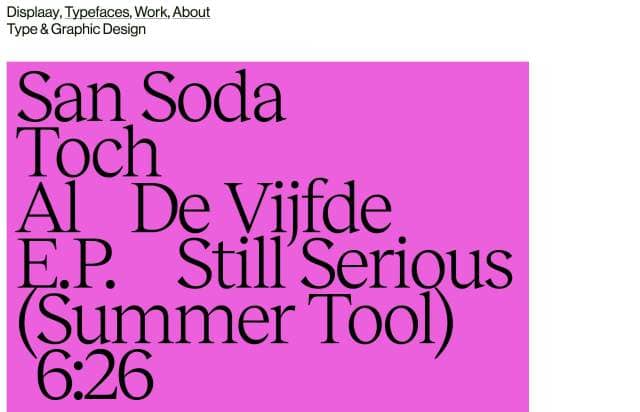 Displaay, Typefaces, Work, About
Type & Graphic Design
San Soda
Toch
Al De Vijfde
E.P. Still Serious
(Summer Tool)
6:26